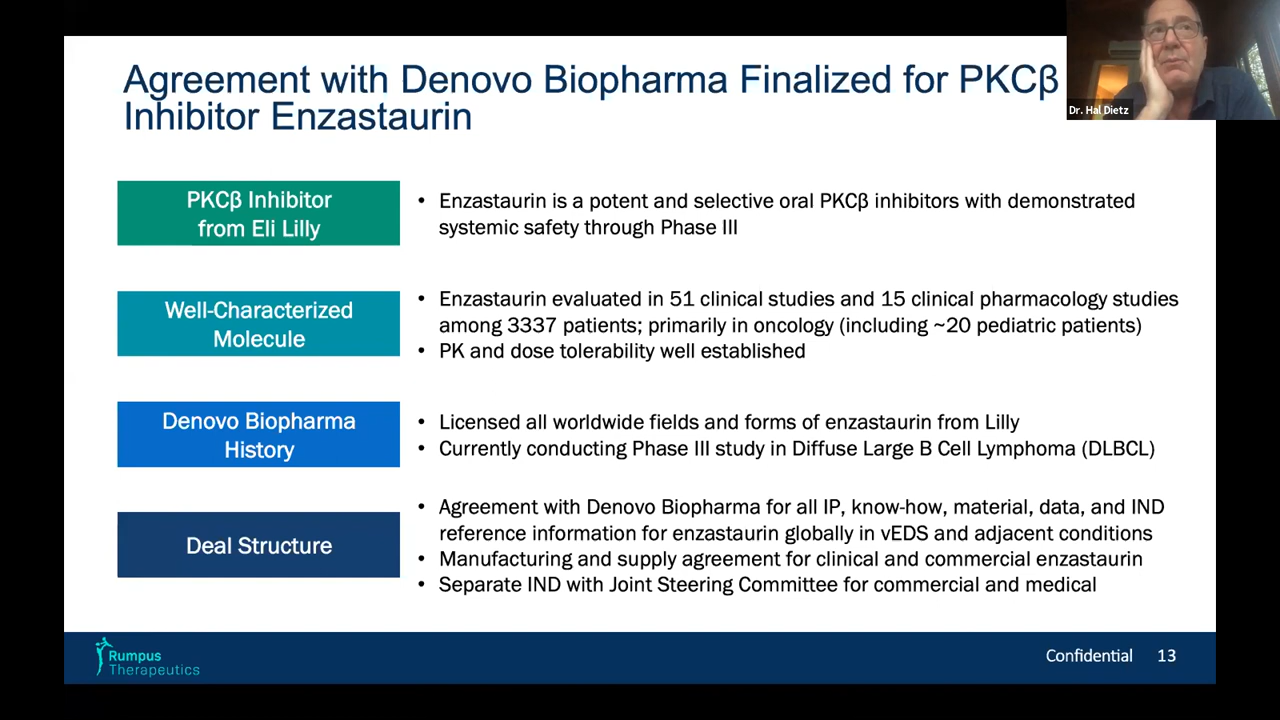 Agreement with Denovo Biopharma Finalized for PKCβ
Inhibitor Enzastaurin
Dr. Hal Dietz
PKCβ Inhibitor
from Eli Lilly
• Enzastaurin is a potent and selective oral PKCβ inhibitors with demonstrated
systemic safety through Phase III
Well-Characterized
Molecule
• Enzastaurin evaluated in 51 clinical studies and 15 clinical pharmacology studies
among 3337 patients; primarily in oncology (including ~20 pediatric patients)
• PK and dose tolerability well established
Denovo Biopharma
History
• Licensed all worldwide fields and forms of enzastaurin from Lilly
• Currently conducting Phase III study in Diffuse Large B Cell Lymphoma (DLBCL)
Deal Structure
• Agreement with Denovo Biopharma for all IP, know-how, material, data, and IND
reference information for enzastaurin globally in vEDS and adjacent conditions
• Manufacturing and supply agreement for clinical and commercial enzastaurin
• Separate IND with Joint Steering Committee for commercial and medical
Rumpus
Therapeutics
Confidential 13